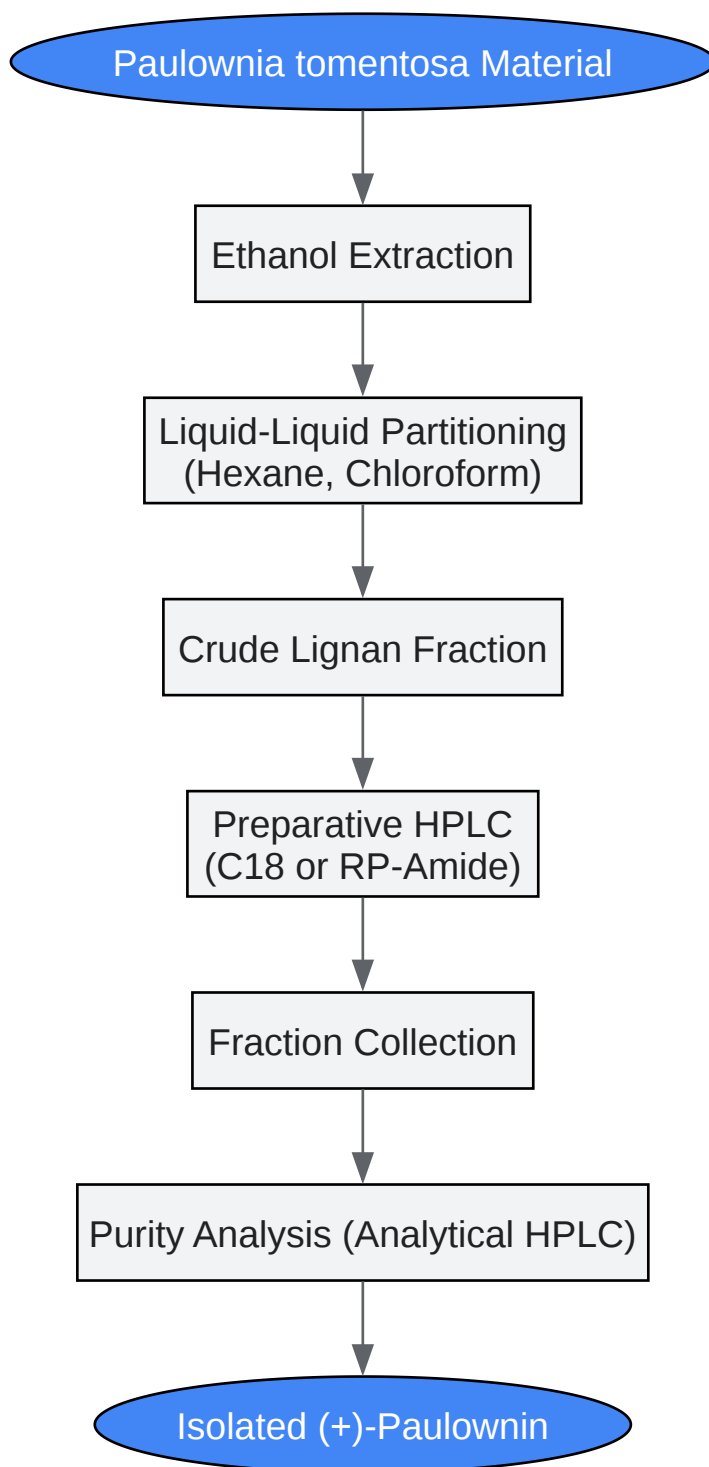 Paulownia tomentosa Material
Ethanol Extraction
Liquid-Liquid Partitioning
(Hexane, Chloroform)
Crude Lignan Fraction
Preparative HPLC
(C18 or RP-Amide)
Fraction Collection
Purity Analysis (Analytical HPLC)
Isolated (+)-Paulownin